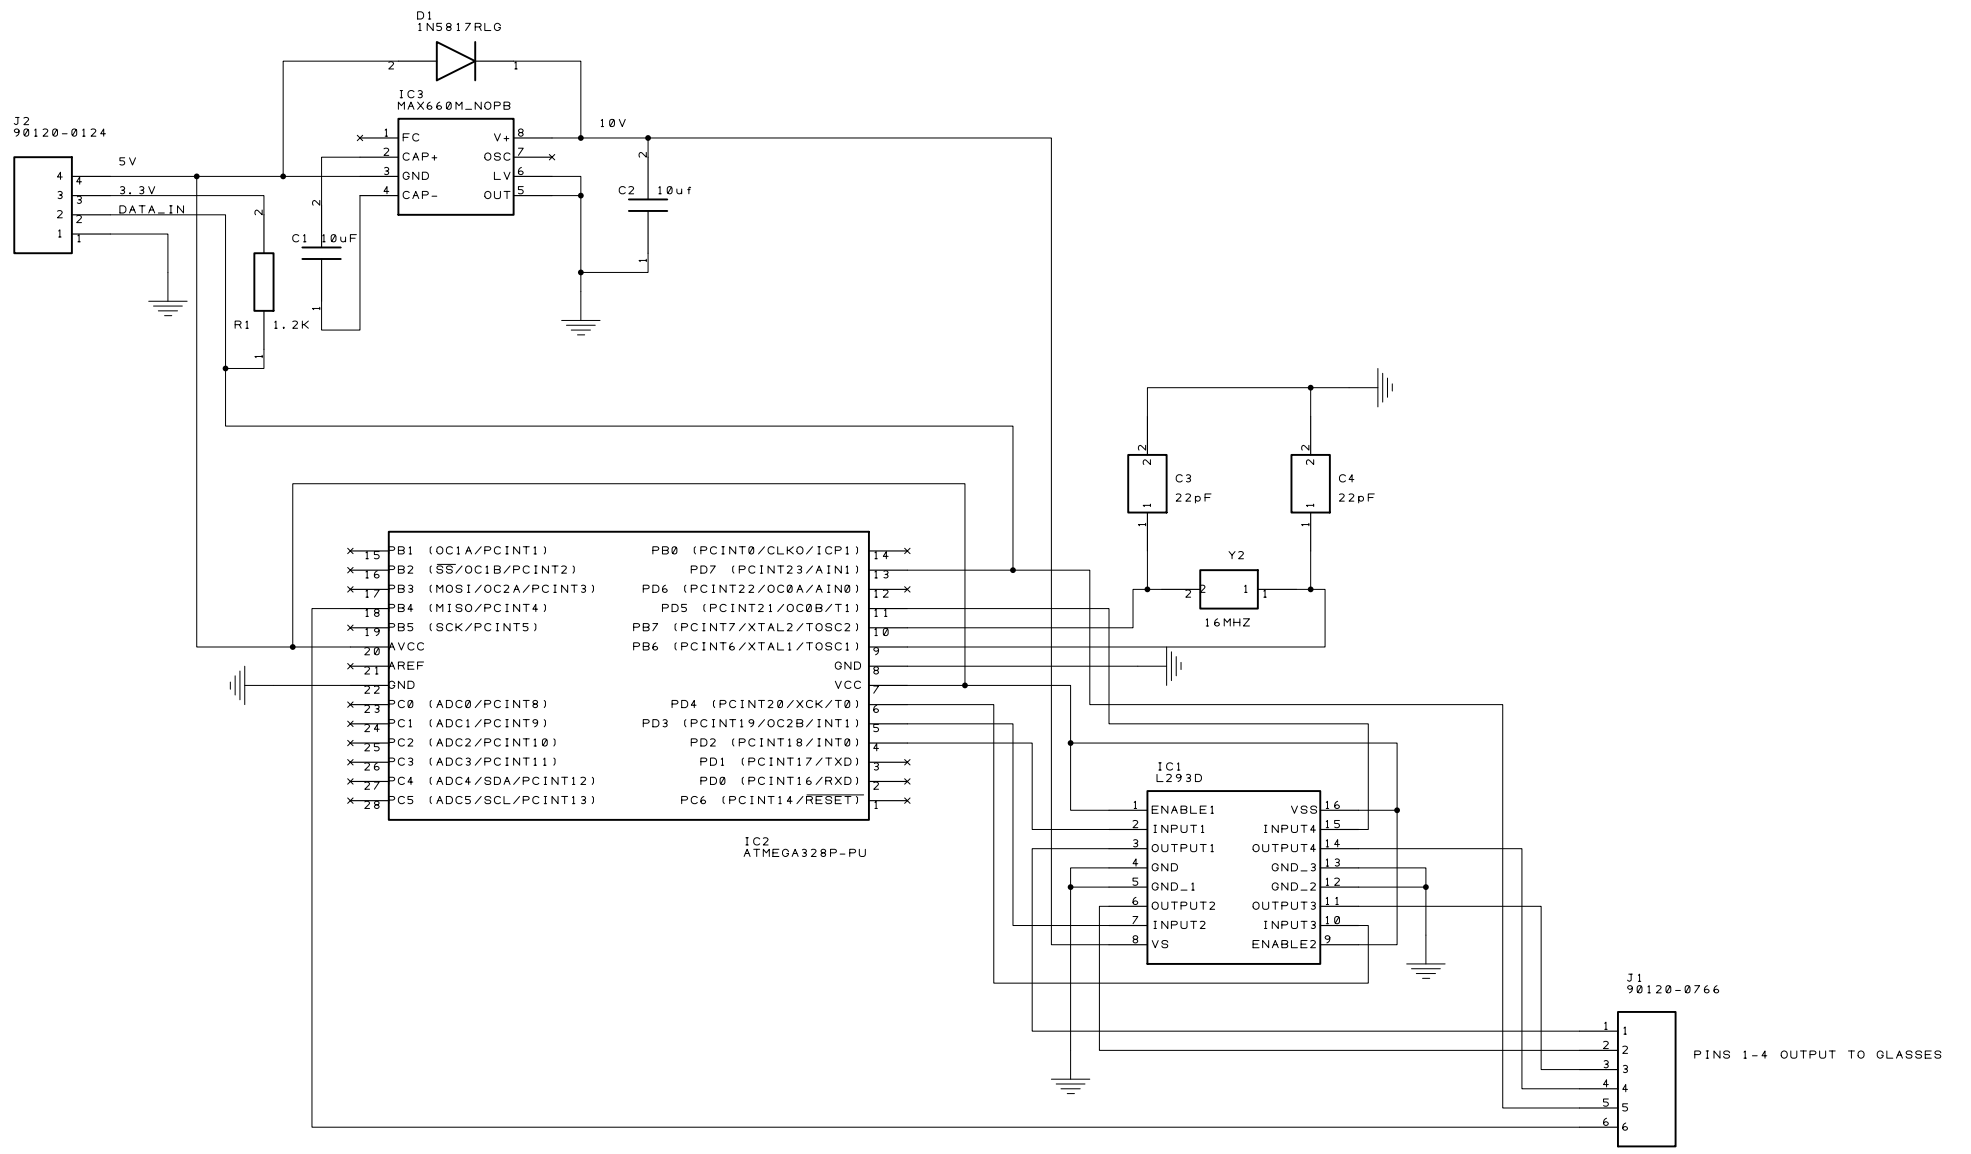 D1
1N5817RLG
2
1
IC3
MAX660M_NOPB
J2
90120-0124
4 4
3 3
2 2
1 1
5V
3.3V
DATA_IN
1 FC
2 CAP+
3 GND
4 CAP-
V+ 8
OSC 7
LV 6
OUT 5
10V
2
C2 10uf
1
2
C1 10uF
1
2
R1 1.2K
1
2
2
C3
22pF
1
1
2
2
C4
22pF
1
1
Y2
2 2 1 1
16MHZ
15 PB1 (OC1A/PCINT1)
16 PB2 (SS/OC1B/PCINT2)
17 PB3 (MOSI/OC2A/PCINT3)
18 PB4 (MISO/PCINT4)
19 PB5 (SCK/PCINT5)
20 AVCC
21 AREF
22 GND
23 PC0 (ADC0/PCINT8)
24 PC1 (ADC1/PCINT9)
25 PC2 (ADC2/PCINT10)
26 PC3 (ADC3/PCINT11)
27 PC4 (ADC4/SDA/PCINT12)
28 PC5 (ADC5/SCL/PCINT13)
PB0 (PCINT0/CLKO/ICP1) 14
PD7 (PCINT23/AIN1) 13
PD6 (PCINT22/OC0A/AIN0) 12
PD5 (PCINT21/OC0B/T1) 11
PB7 (PCINT7/XTAL2/TOSC2) 10
PB6 (PCINT6/XTAL1/TOSC1) 9
GND 8
VCC 7
PD4 (PCINT20/XCK/T0) 6
PD3 (PCINT19/OC2B/INT1) 5
PD2 (PCINT18/INT0) 4
PD1 (PCINT17/TXD) 3
PD0 (PCINT16/RXD) 2
PC6 (PCINT14/RESET) 1
IC2
ATMEGA328P-PU
IC1
L293D
1 ENABLE1
2 INPUT1
3 OUTPUT1
4 GND
5 GND_1
6 OUTPUT2
7 INPUT2
8 VS
VSS 16
INPUT4 15
OUTPUT4 14
GND_3 13
GND_2 12
OUTPUT3 11
INPUT3 10
ENABLE2 9
J1
90120-0766
1 1
2 2
3 3
4 4
5 5
6 6
PINS 1-4 OUTPUT TO GLASSES